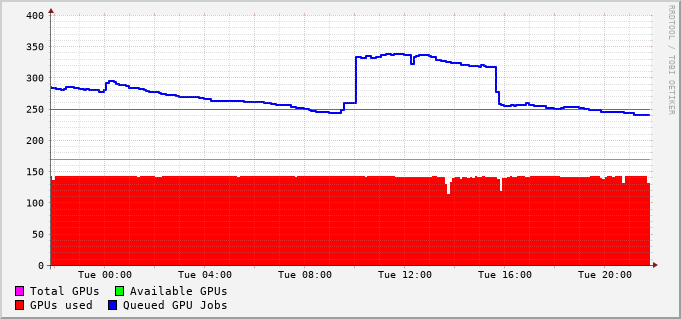 400
350
300
250
200
150
100
50
0
Tue 00:00 Tue 04:00 Tue 08:00 Tue 12:00 Tue 16:00 Tue 20:00
Total GPUs Available GPUs
GPUs used Queued GPU Jobs
RRDTOOL / TOBI OETIKER